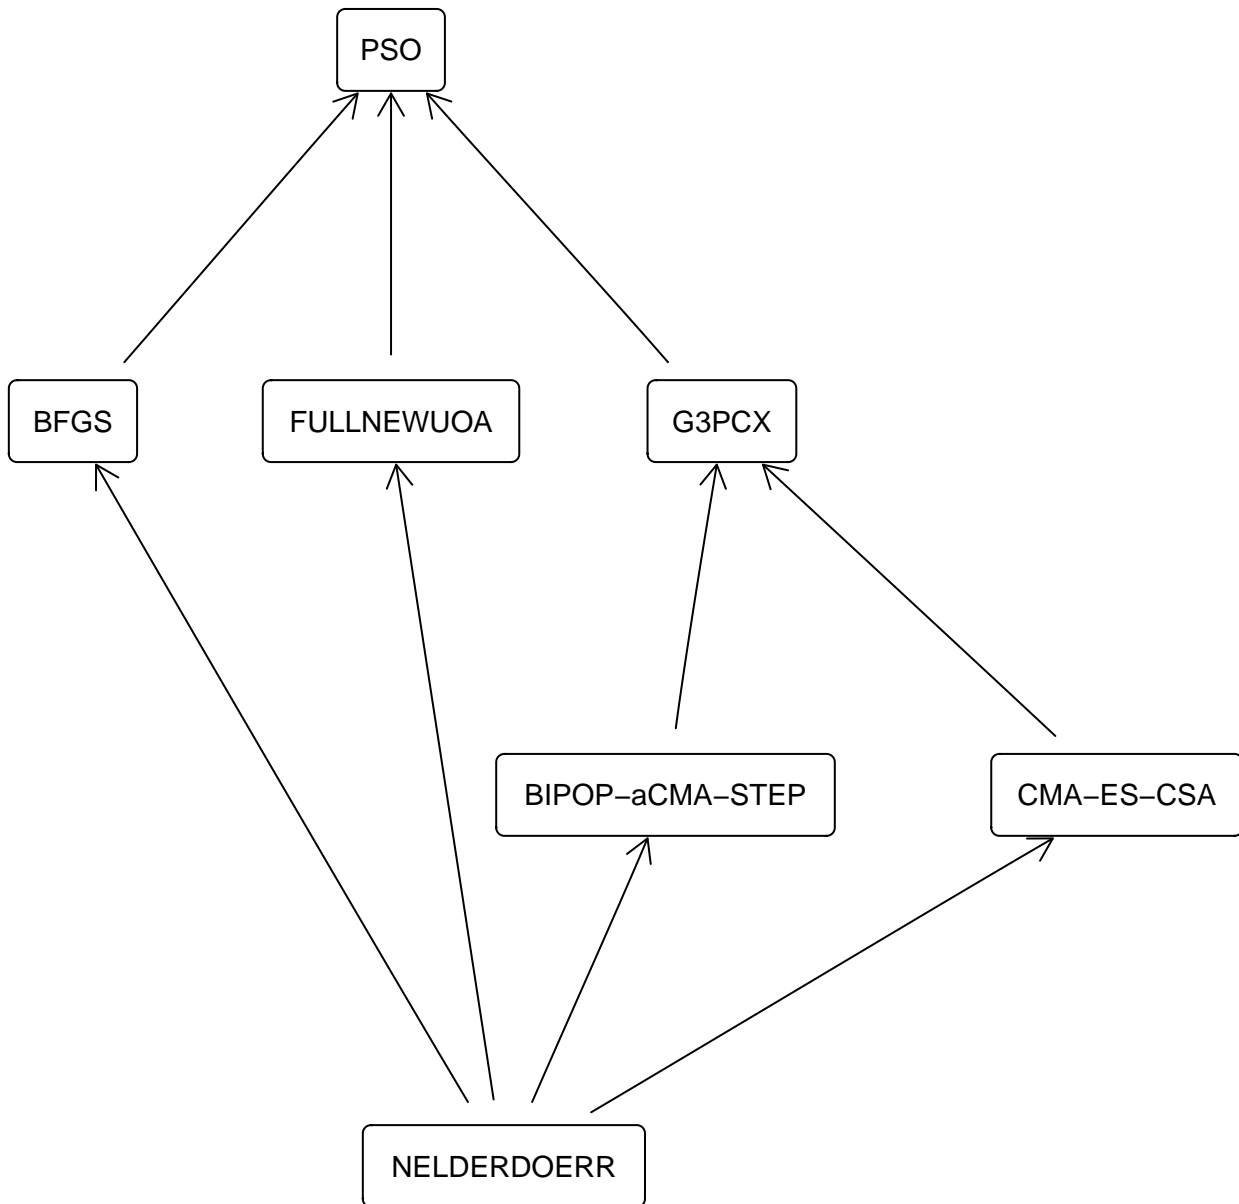 PSO
BFGS
FULLNEWUOA
G3PCX
BIPOP−aCMA−STEP
CMA−ES−CSA
NELDERDOERR